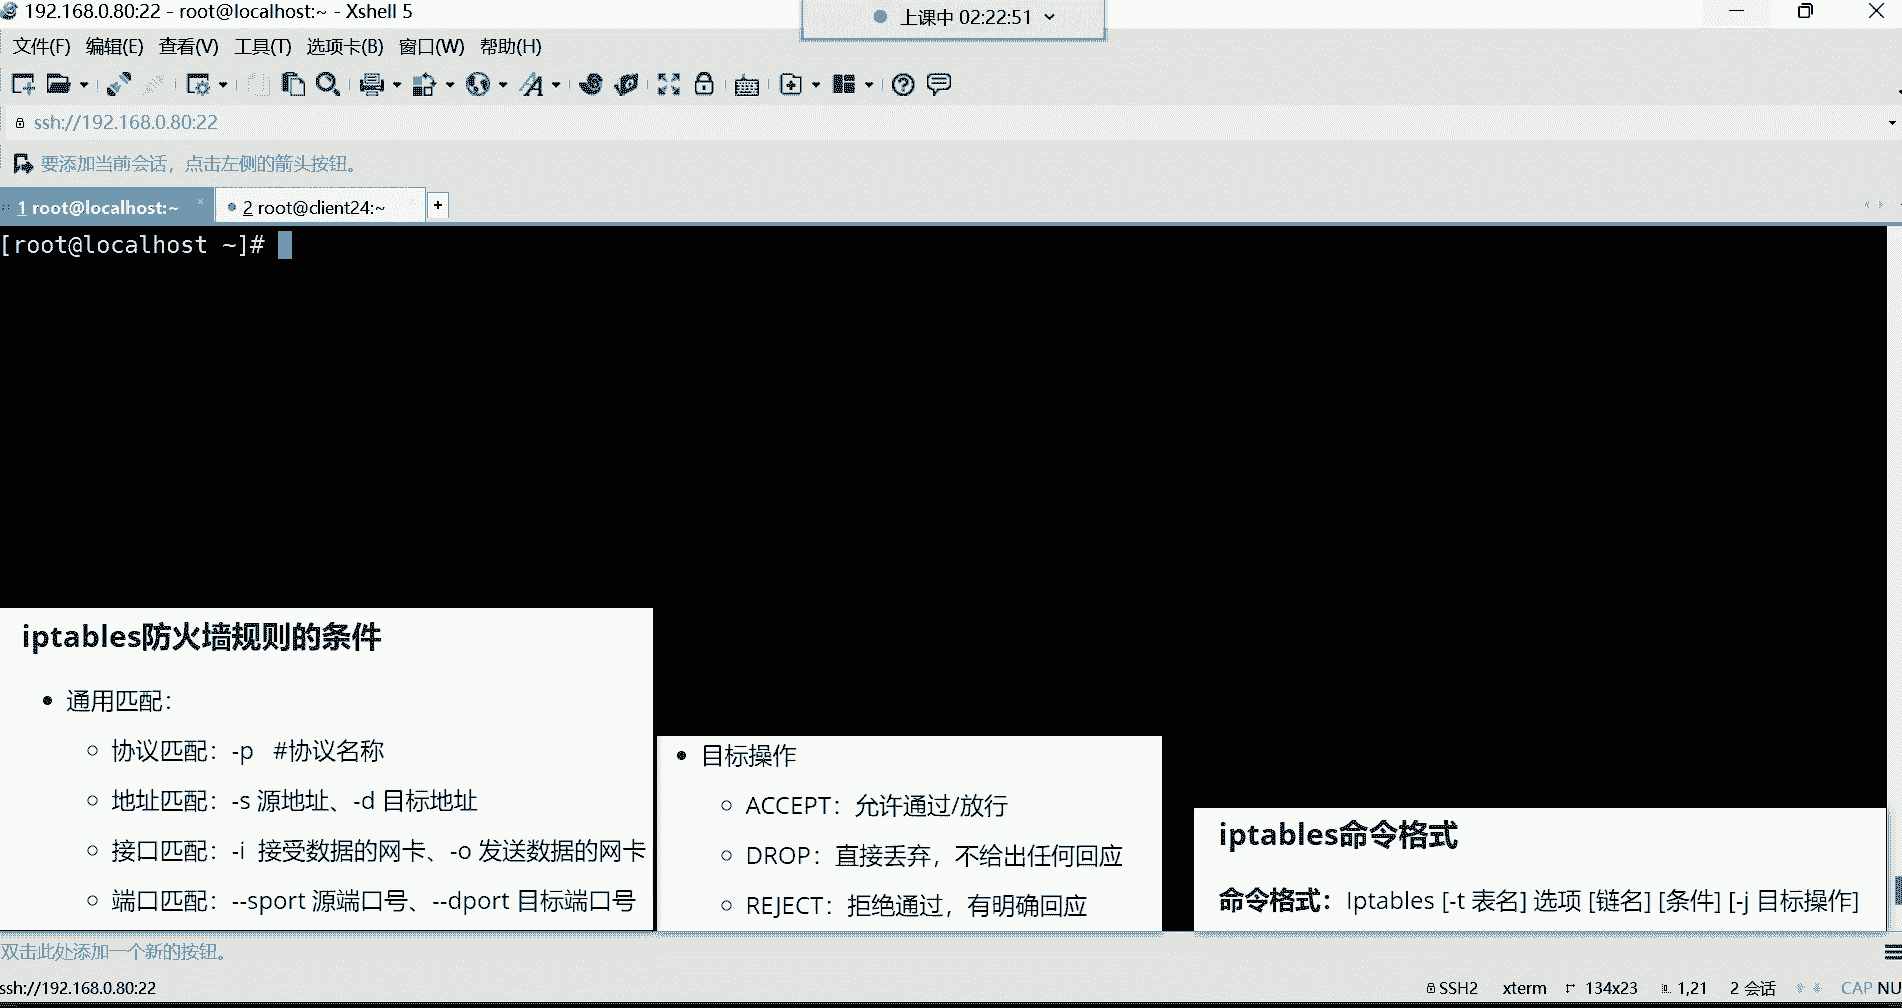 192.168.0.80:22 - root@localhost:~ - Xshell 5
上课中 02:22:51
文件(F) 编辑(E) 查看(V) 工具(T) 选项卡(B) 窗口(W) 帮助(H)
ssh://192.168.0.80:22
要添加当前会话，点击左侧的箭头按钮。
1 root@localhost:~ × 2 root@client24:~ +
[root@localhost ~]#
iptables防火墙规则的条件
• 通用匹配：
○ 协议匹配：-p #协议名称
○ 地址匹配：-s 源地址、-d 目标地址
○ 接口匹配：-i 接受数据的网卡、-o 发送数据的网卡
○ 端口匹配：--sport 源端口号、--dport 目标端口号
• 目标操作
○ ACCEPT：允许通过/放行
○ DROP：直接丢弃，不给出任何回应
○ REJECT：拒绝通过，有明确回应
iptables命令格式
命令格式：Iptables [-t 表名] 选项 [链名] [条件] [-j 目标操作]
双击此处添加一个新的按钮。
ssh://192.168.0.80:22 SSH2 xterm 134x23 1,21 2 会话 CAP NU